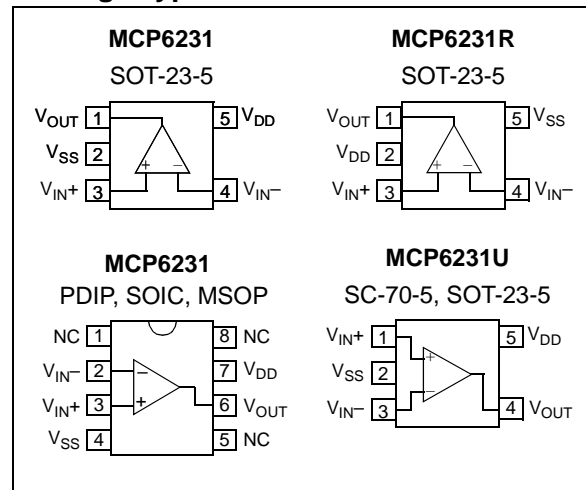 MCP6231
SOT-23-5
VOUT 1
5 VDD
VSS 2
VIN+ 3
4 VIN–
+ –
MCP6231R
SOT-23-5
VOUT 1
5 VSS
VDD 2
VIN+ 3
4 VIN–
+ –
MCP6231
PDIP, SOIC, MSOP
NC 1
8 NC
VIN– 2
7 VDD
VIN+ 3
6 VOUT
VSS 4
5 NC
–
+
MCP6231U
SC-70-5, SOT-23-5
VIN+ 1
5 VDD
VSS 2
VIN– 3
4 VOUT
+
–